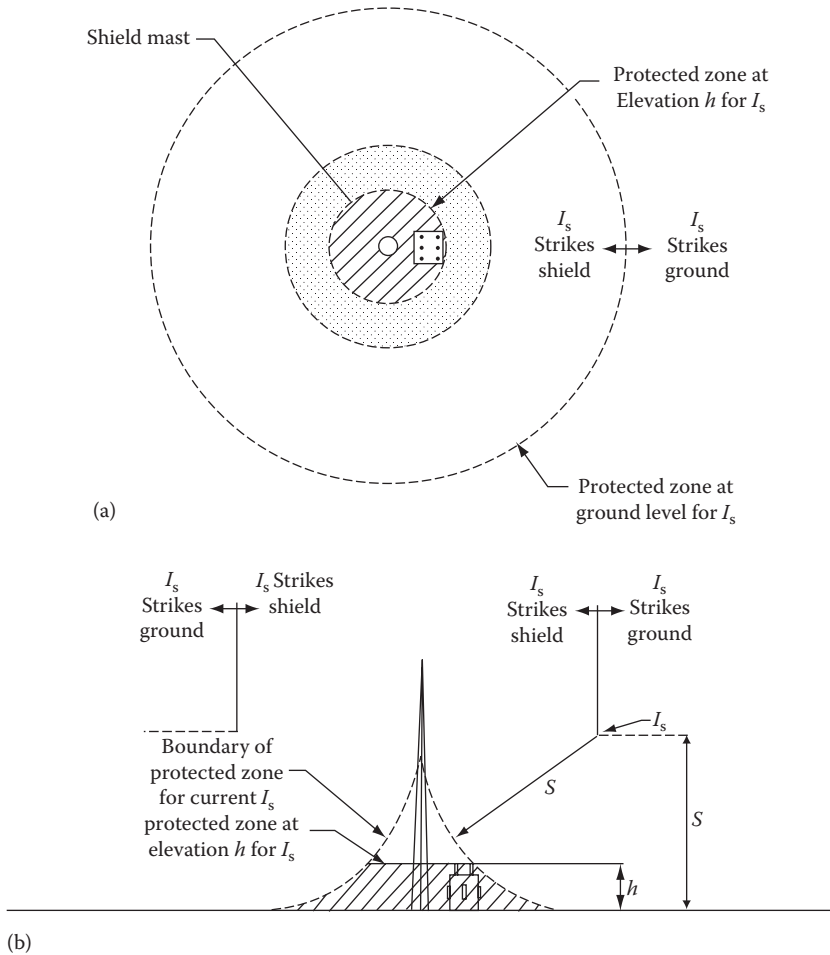 Shield mast
Protected zone at
Elevation h for Is
Is
Strikes
shield
Is
Strikes
ground
Protected zone at
ground level for Is
(a)
Is
Strikes
ground
Is Strikes
shield
Is
Strikes
shield
Is
Strikes
ground
Is
Boundary of
protected zone
for current Is
protected zone at
elevation h for Is
S
S
h
(b)